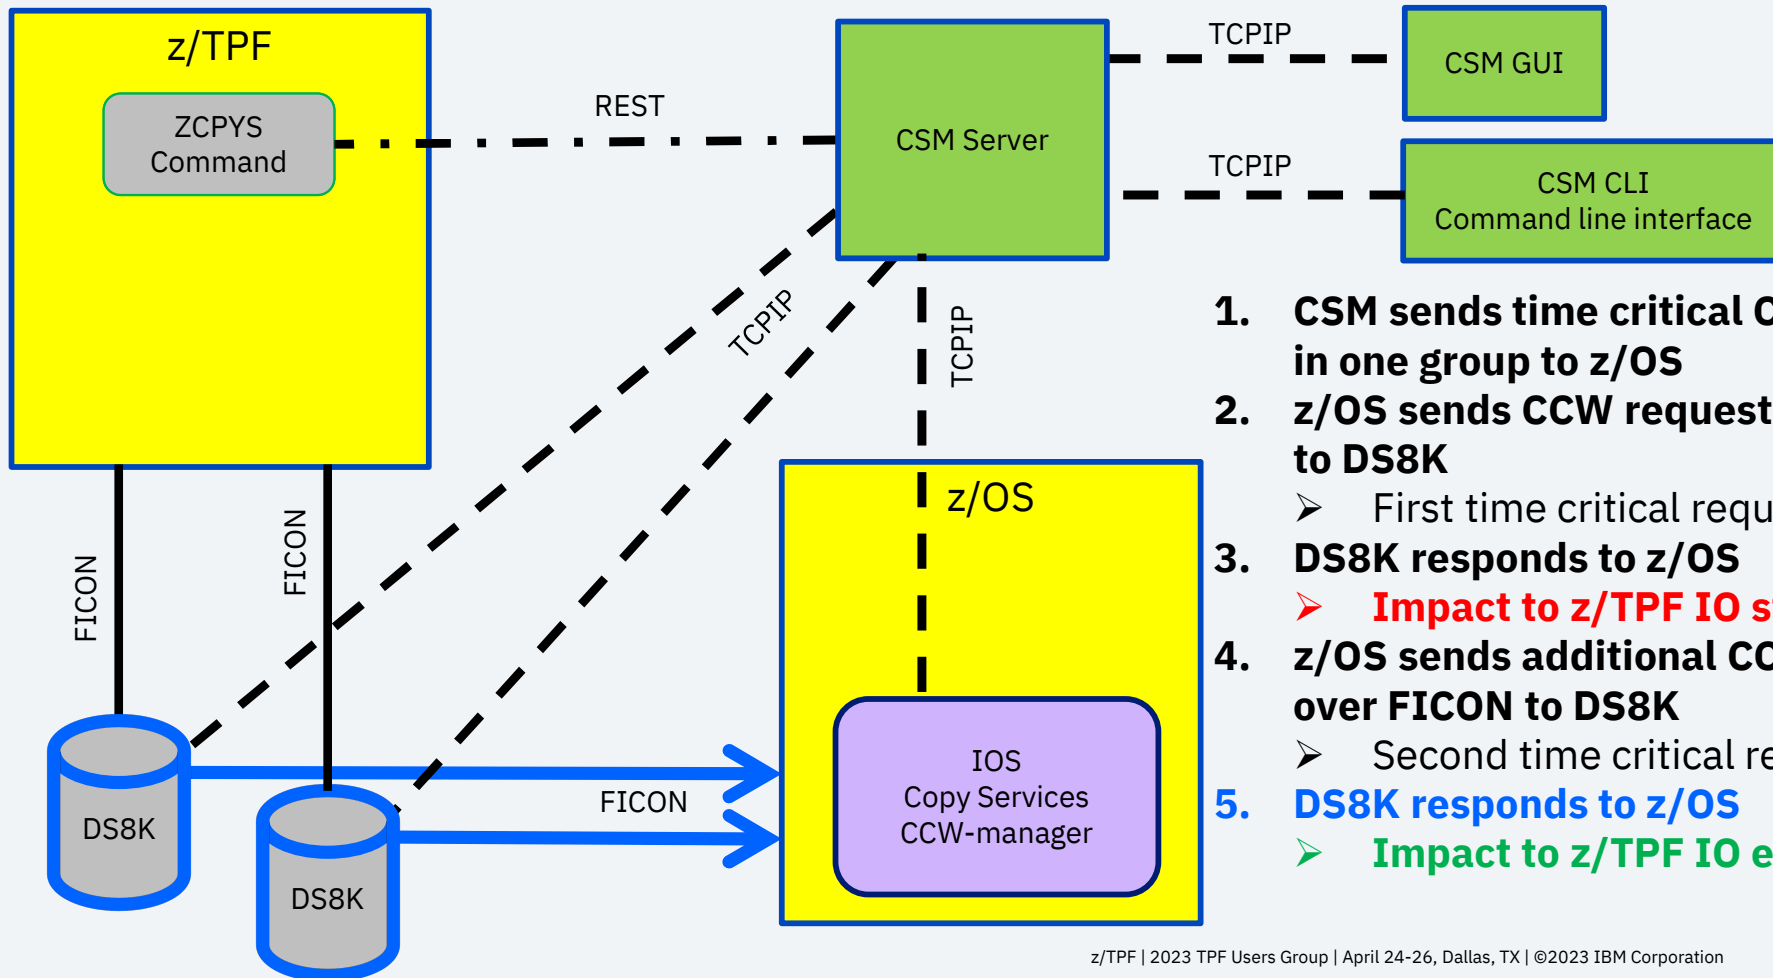 z/TPF
ZCPYS
Command
REST
CSM Server
TCPIP
CSM GUI
TCPIP
CSM CLI
Command line interface
TCPIP
TCPIP
FICON
FICON
z/OS
IOS
Copy Services
CCW-manager
FICON
DS8K
DS8K
1. CSM sends time critical
in one group to z/OS
2. z/OS sends CCW request
to DS8K
➢ First time critical
3. DS8K responds to z/OS
➢ Impact to z/TPF IO
4. z/OS sends additional
over FICON to DS8K
➢ Second time critical
5. DS8K responds to z/OS
➢ Impact to z/TPF IO
z/TPF | 2023 TPF Users Group | April 24-26, Dallas, TX | ©2023 IBM Corporation